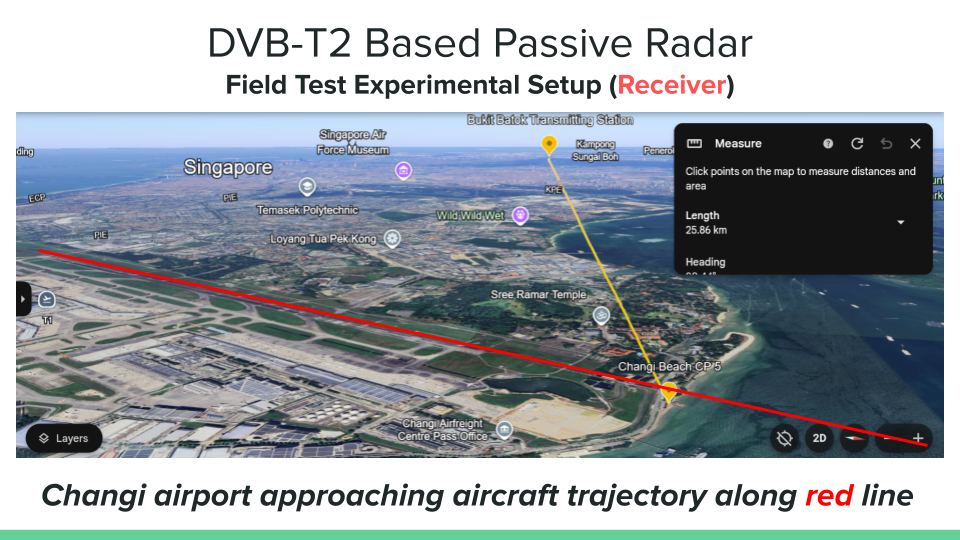 DVB-T2 Based Passive Radar
Field Test Experimental Setup (Receiver)
Bukit Batok Transmitting Station
ding
Singapore Air
Force Museum
Kampong
Sungai Boh
Penerol
Singapore
ECP
PIE
KPE
Temasek Polytechnic
Wild Wild Wet
PIE
Loyang Tua Pek Kong
Measure
Click points on the map to measure distances and
area
Length
25.86 km
Heading
Sree Ramar Temple
T1
Changi Beach CP 5
Changi Airfreight
Centre Pass Office
Layers
2D
Changi airport approaching aircraft trajectory along red line